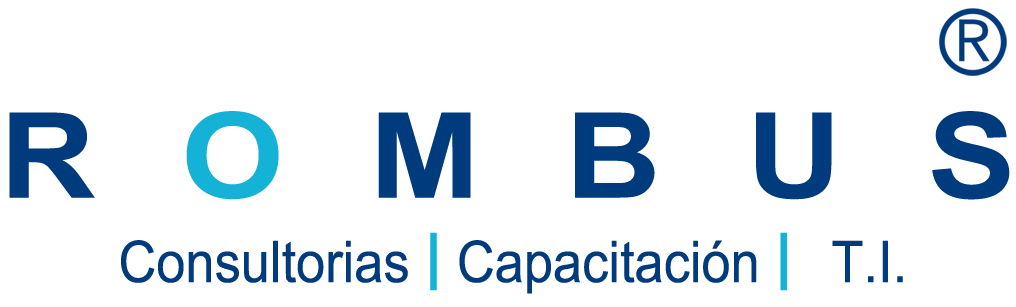 ®
ROMBUS
Consultorias | Capacitación | T.I.